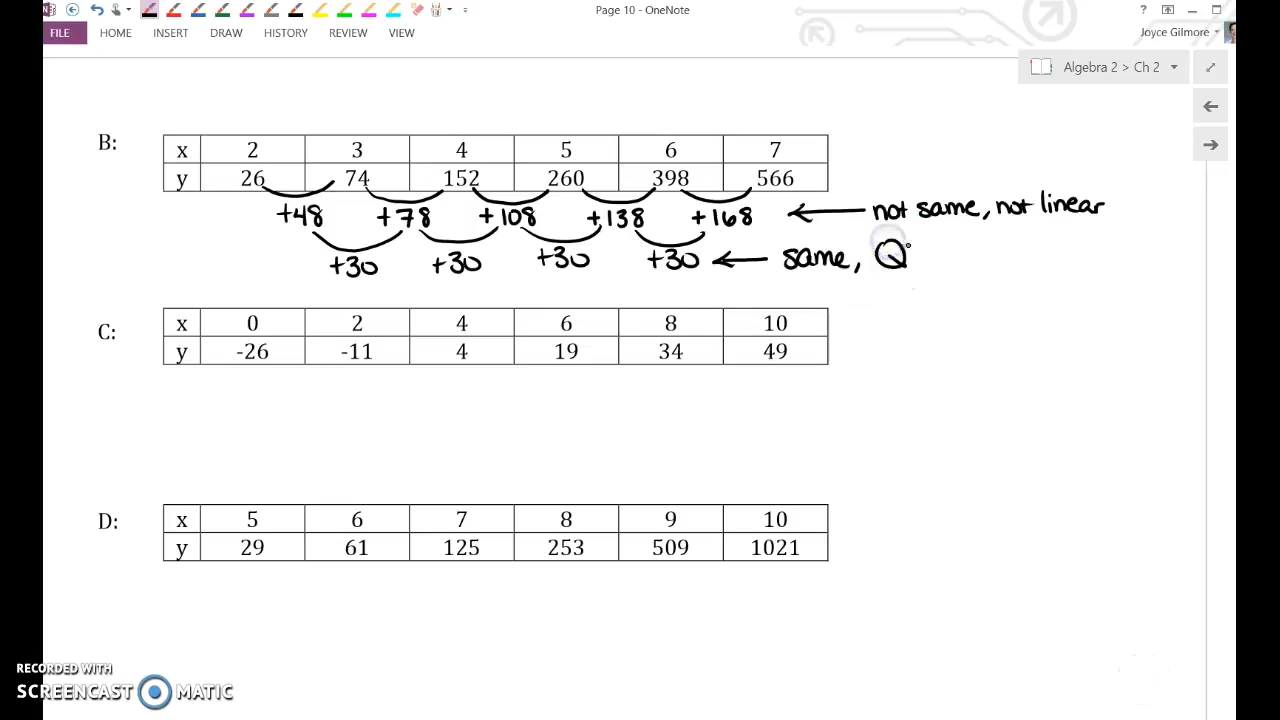 Page 10 - OneNote
?
FILE HOME INSERT DRAW HISTORY REVIEW VIEW
Joyce Gilmore
Algebra 2 > Ch 2
B:
x 2 3 4 5 6 7
y 26 74 152 260 398 566
+48 +78 +108 +138 +168 not same, not linear
+30 +30 +30 +30 same, Q
C:
x 0 2 4 6 8 10
y -26 -11 4 19 34 49
D:
x 5 6 7 8 9 10
y 29 61 125 253 509 1021
RECORDED WITH
SCREENCAST MATIC